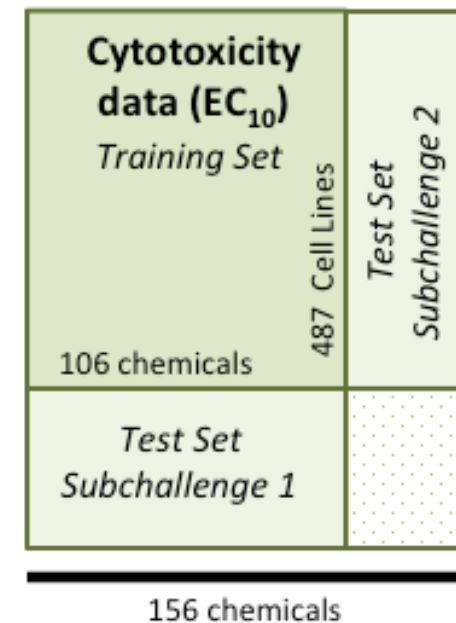 Cytotoxicity
data (EC10)
Training Set
487 Cell Lines
106 chemicals
Test Set
Subchallenge 2
Test Set
Subchallenge 1
156 chemicals